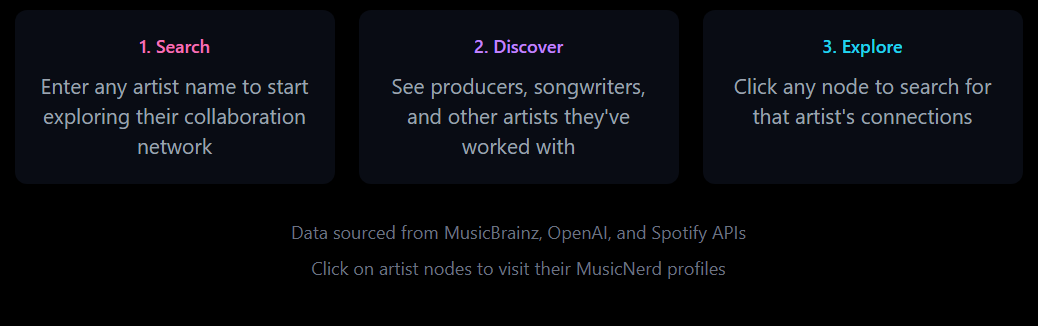 1. Search
Enter any artist name to start
exploring their collaboration
network
2. Discover
See producers, songwriters,
and other artists they've
worked with
3. Explore
Click any node to search for
that artist's connections
Data sourced from MusicBrainz, OpenAI, and Spotify APIs
Click on artist nodes to visit their MusicNerd profiles